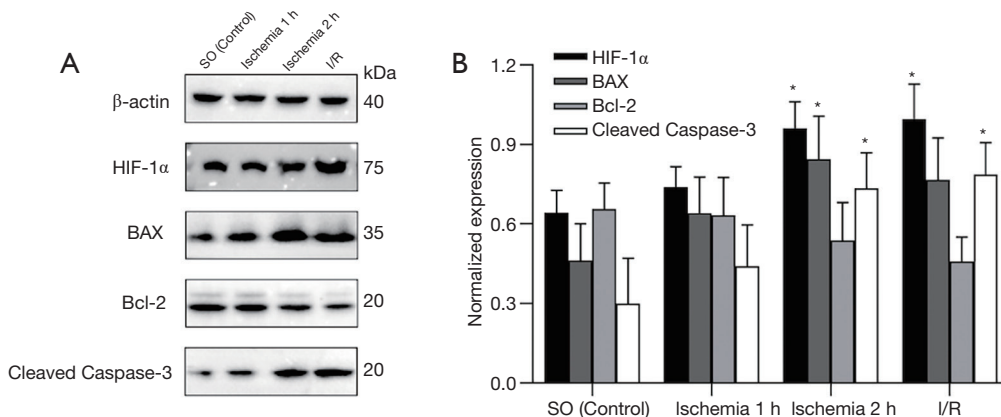 A
SO (Control)
Ischemia 1 h
Ischemia 2 h
I/R
kDa
β-actin
40
HIF-1α
75
BAX
35
Bcl-2
20
Cleaved Caspase-3
20
B
Normalized expression
1.2
0.9
0.6
0.3
0.0
HIF-1α
BAX
Bcl-2
Cleaved Caspase-3
* * *
* *
SO (Control) Ischemia 1 h Ischemia 2 h I/R